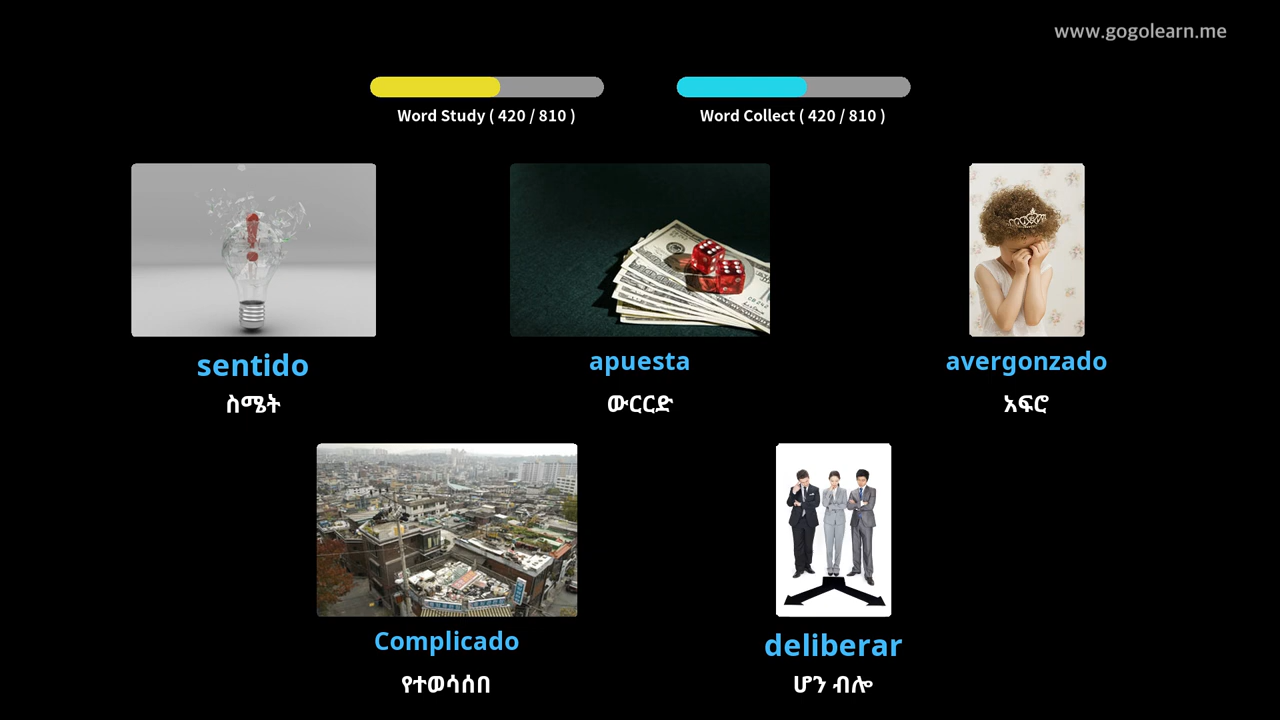 www.gogolearn.me
Word Study ( 420 / 810 )
Word Collect ( 420 / 810 )
sentido
ስሜት
apuesta
ውርርድ
avergonzado
አፍሮ
Complicado
የተወሳሰበ
deliberar
ሆን ብሎ